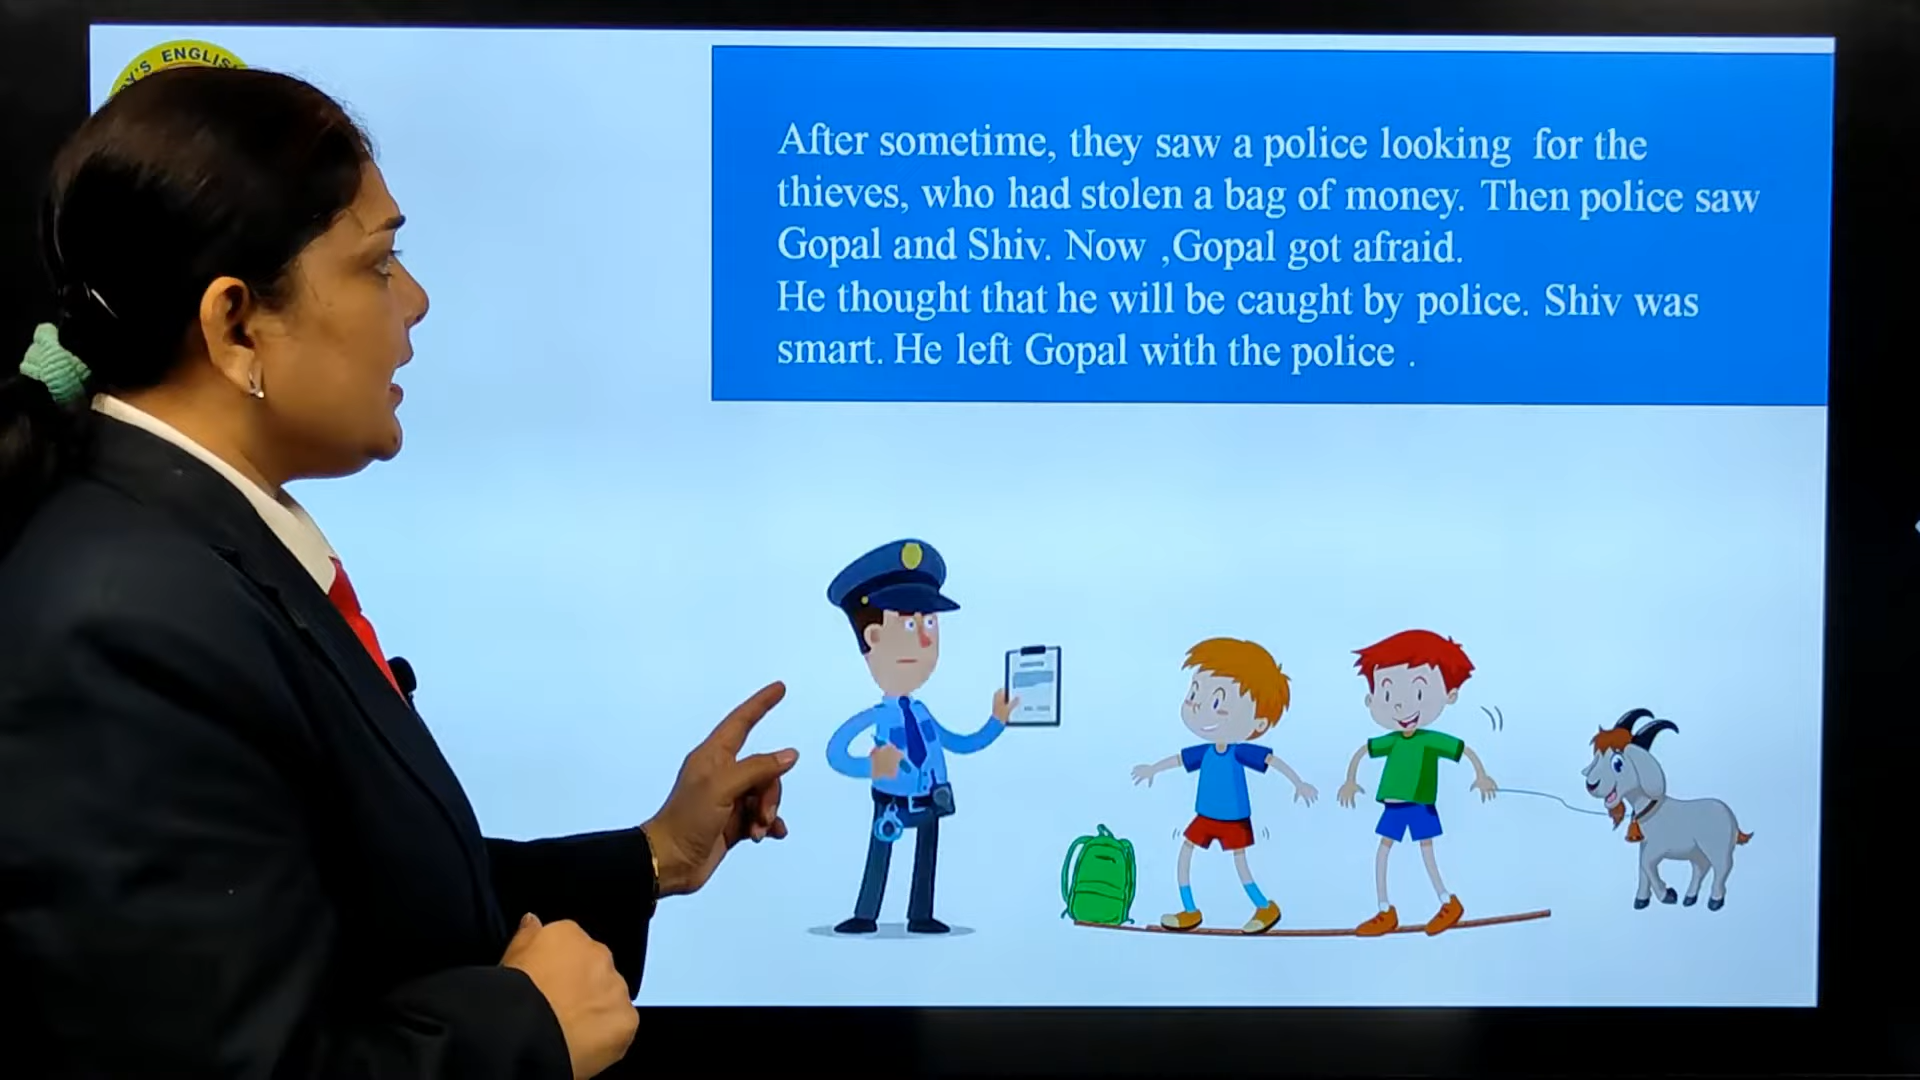 Y'S ENGLIS
After sometime, they saw a police looking for the
thieves, who had stolen a bag of money. Then police saw
Gopal and Shiv. Now ,Gopal got afraid.
He thought that he will be caught by police. Shiv was
smart. He left Gopal with the police .